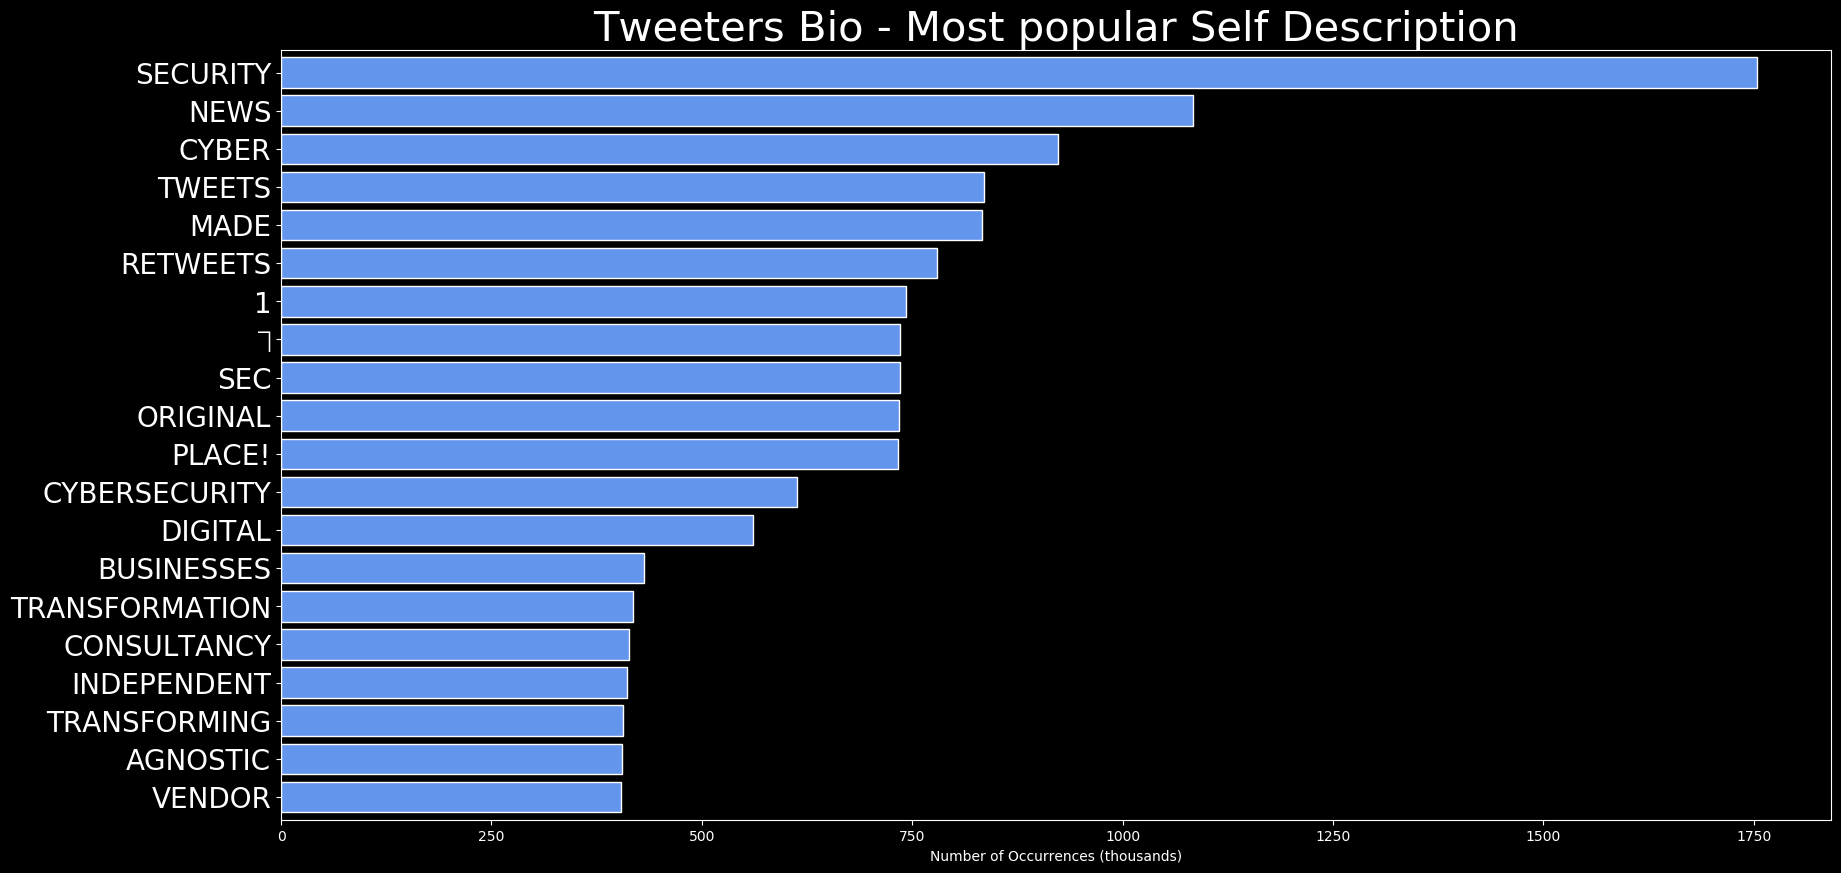 Tweeters Bio - Most popular Self Description
SECURITY
NEWS
CYBER
TWEETS
MADE
RETWEETS
1
SEC
ORIGINAL
PLACE!
CYBERSECURITY
DIGITAL
BUSINESSES
TRANSFORMATION
CONSULTANCY
INDEPENDENT
TRANSFORMING
AGNOSTIC
VENDOR
0 250 500 750 1000 1250 1500 1750
Number of Occurrences (thousands)